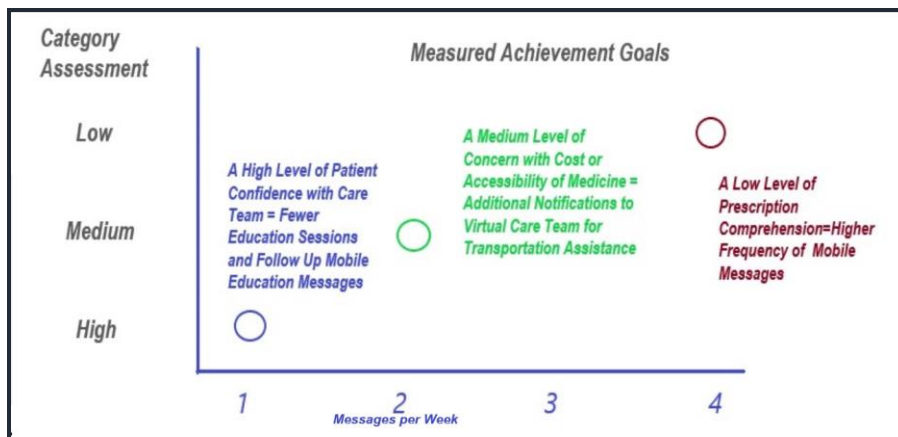 Category
Assessment
Measured Achievement Goals
Low
Medium
High
A High Level of Patient
Confidence with Care
Team = Fewer
Education Sessions
and Follow Up Mobile
Education Messages
A Medium Level of
Concern with Cost or
Accessibility of Medicine =
Additional Notifications to
Virtual Care Team for
Transportation Assistance
A Low Level of
Prescription
Comprehension=Higher
Frequency of Mobile
Messages
1 2 3 4
Messages per Week